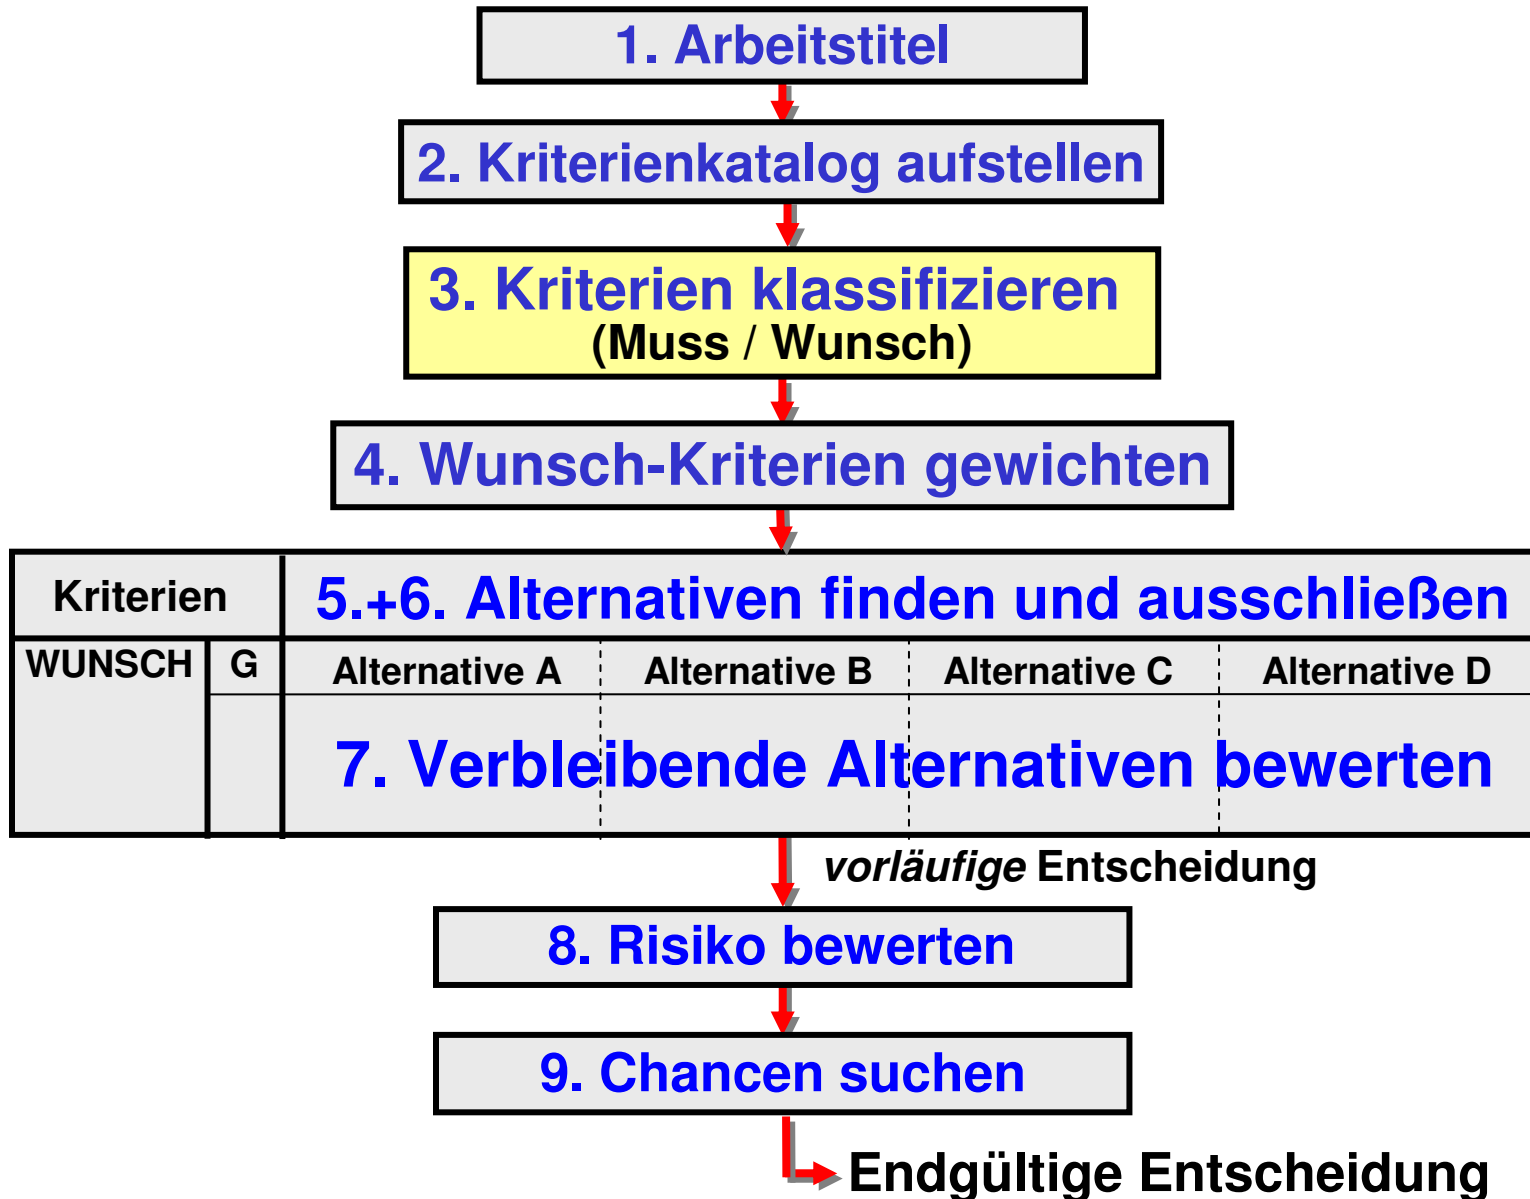 1. Arbeitstitel
2. Kriterienkatalog aufstellen
3. Kriterien klassifizieren
(Muss / Wunsch)
4. Wunsch-Kriterien gewichten
Kriterien
5.+6. Alternativen finden und ausschließen
WUNSCH
G
Alternative A
Alternative B
Alternative C
Alternative D
7. Verbleibende Alternativen bewerten
vorläufige Entscheidung
8. Risiko bewerten
9. Chancen suchen
Endgültige Entscheidung